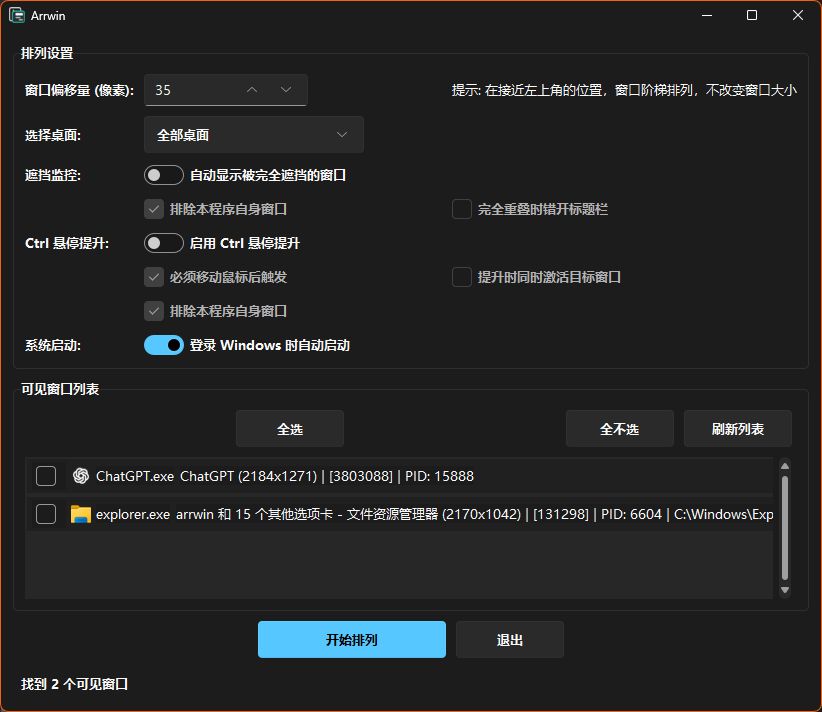 Arrwin
排列设置
窗口偏移量 (像素): 35 提示: 在接近左上角的位置，窗口阶梯排列，不改变窗口大小
选择桌面: 全部桌面
遮挡监控: 自动显示被完全遮挡的窗口
排除本程序自身窗口 完全重叠时错开标题栏
Ctrl 悬停提升: 启用 Ctrl 悬停提升
必须移动鼠标后触发 提升时同时激活目标窗口
排除本程序自身窗口
系统启动: 登录 Windows 时自动启动
可见窗口列表
全选 全不选 刷新列表
ChatGPT.exe ChatGPT (2184x1271) | [3803088] | PID: 15888
explorer.exe arrwin 和 15 个其他选项卡 - 文件资源管理器 (2170x1042) | [131298] | PID: 6604 | C:\Windows\Exp
开始排列 退出
找到 2 个可见窗口